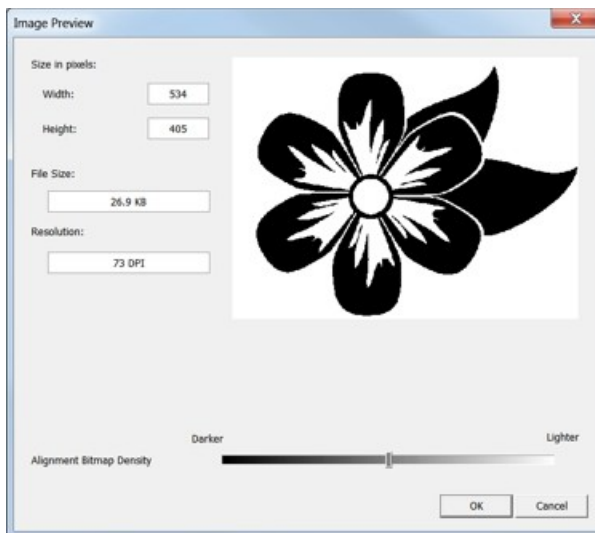 Image Preview
Size in pixels:
Width: 534
Height: 405
File Size:
26.9 KB
Resolution:
73 DPI
Darker Lighter
Alignment Bitmap Density
OK Cancel